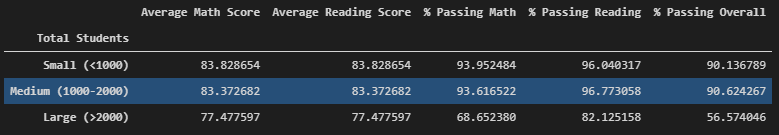 Average Math Score Average Reading Score % Passing Math % Passing Reading % Passing Overall
Total Students
Small (<1000) 83.828654 83.828654 93.952484 96.040317 90.136789
Medium (1000-2000) 83.372682 83.372682 93.616522 96.773058 90.624267
Large (>2000) 77.477597 77.477597 68.652380 82.125158 56.574046